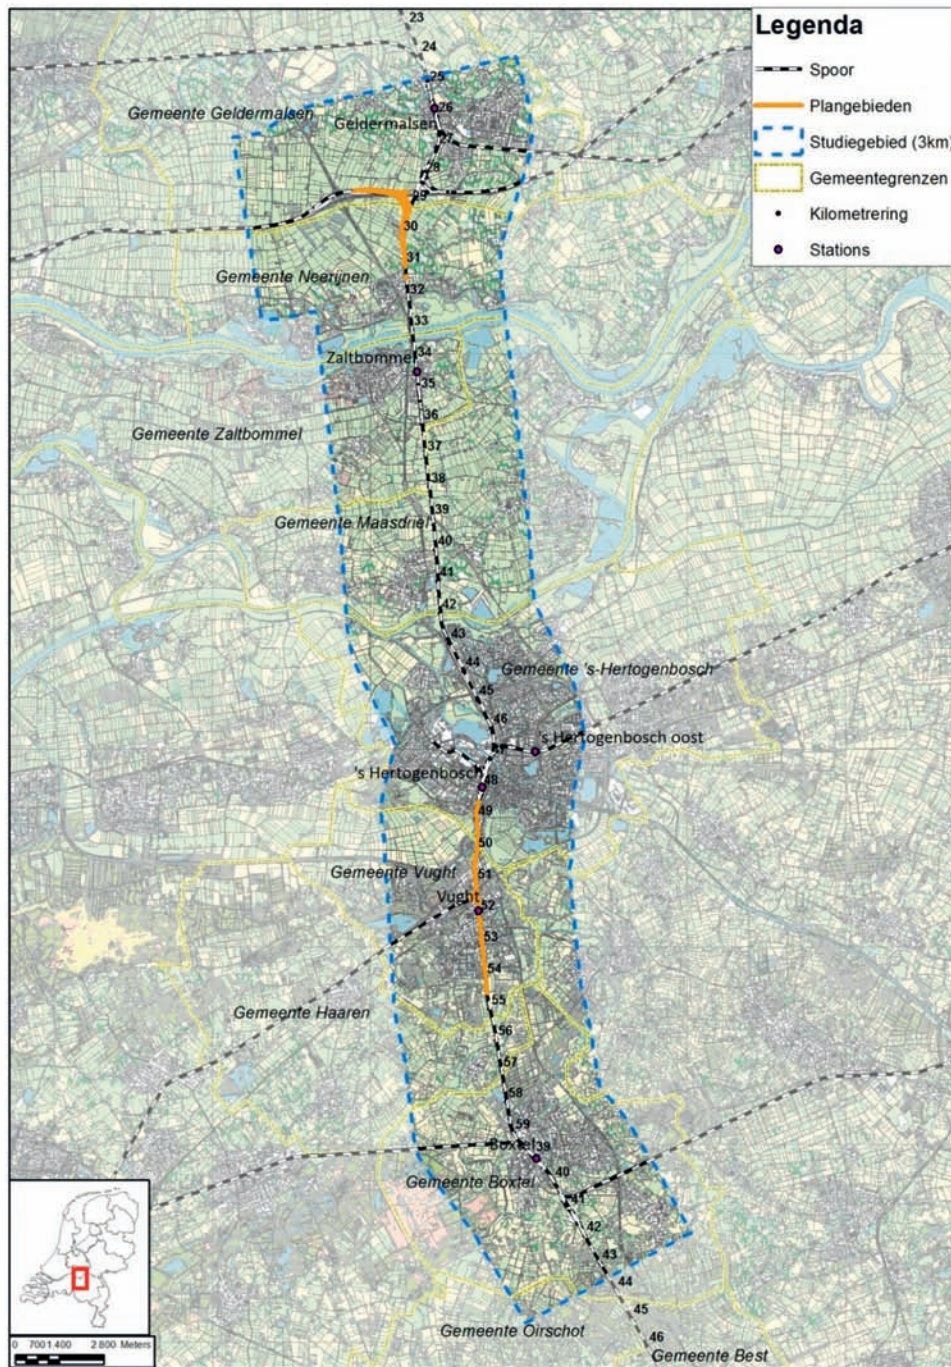 Legenda
Spoor
Plangebieden
Studiegebied (3km)
Gemeentegrenzen
Kilometrering
Stations
23
24
25
26
Gemeente Geldermalsen
Geldermalsen
27
28
29
30
31
Gemeente Neerijnen
32
33
34
Zaltbommel
35
36
Gemeente Zaltbommel
37
38
39
Gemeente Maasdriel
40
41
42
43
44
Gemeente 's-Hertogenbosch
45
46
's Hertogenbosch oost
47
's Hertogenbosch
48
49
50
Gemeente Vught
51
Vught
52
53
54
55
Gemeente Haaren
56
57
58
59
Boxtel
39
40
Gemeente Boxtel
41
42
43
44
45
Gemeente Oirschot
46
Gemeente Best
0 700 1.400 2.800 Meters